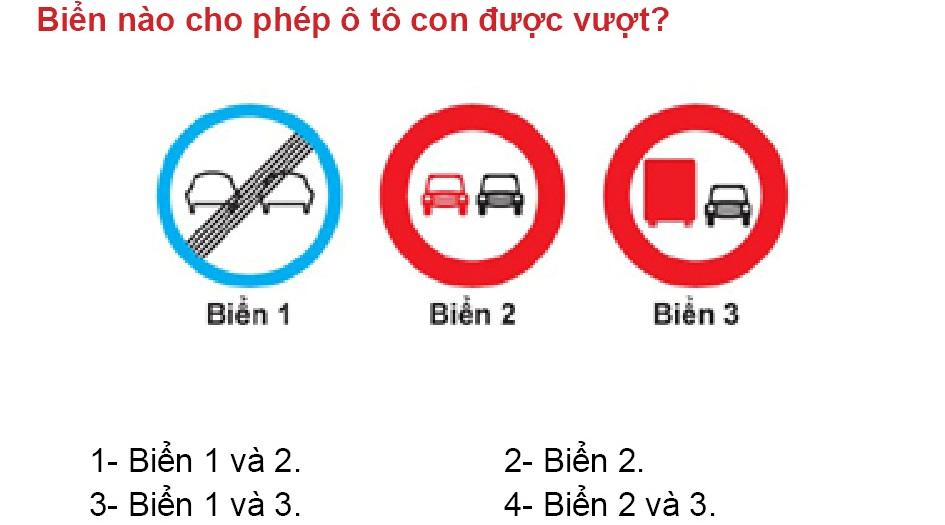 Biển nào cho phép ô tô con được vượt?
Biển 1 Biển 2 Biển 3
1- Biển 1 và 2. 2- Biển 2.
3- Biển 1 và 3. 4- Biển 2 và 3.